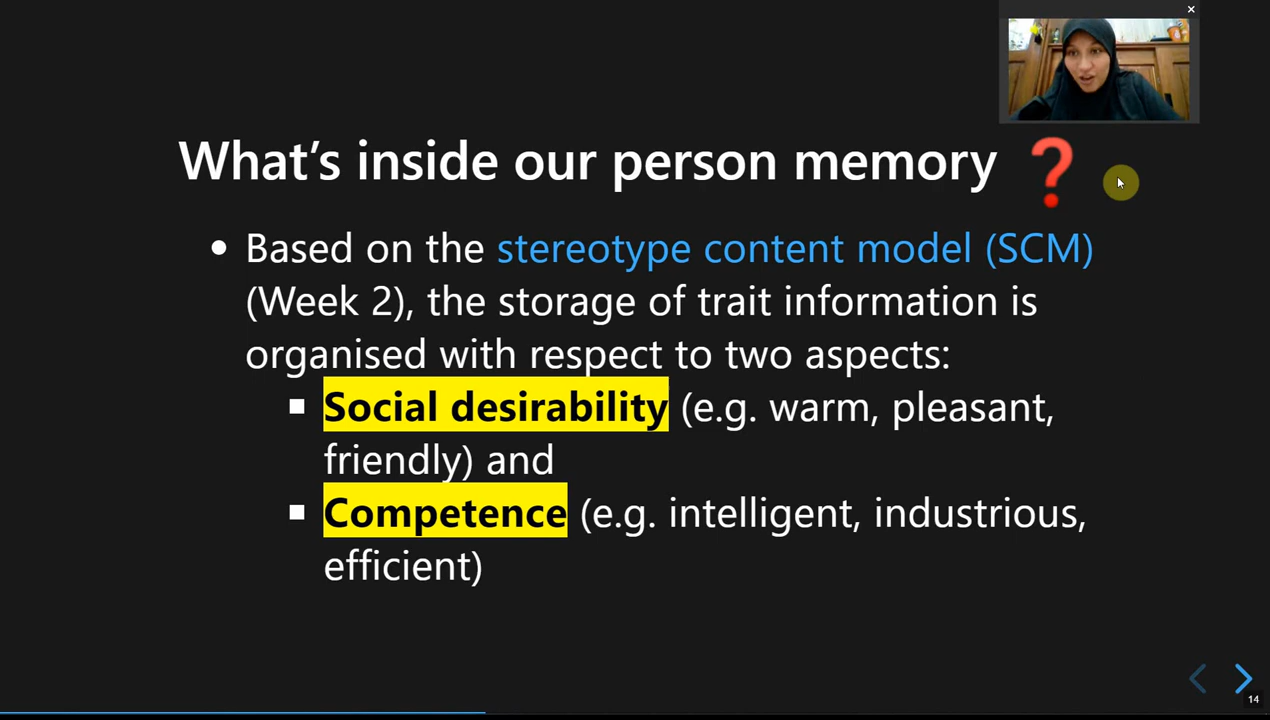 What’s inside our person memory ❓
• Based on the stereotype content model (SCM)
(Week 2), the storage of trait information is
organised with respect to two aspects:
▪ Social desirability (e.g. warm, pleasant,
friendly) and
▪ Competence (e.g. intelligent, industrious,
efficient)
14